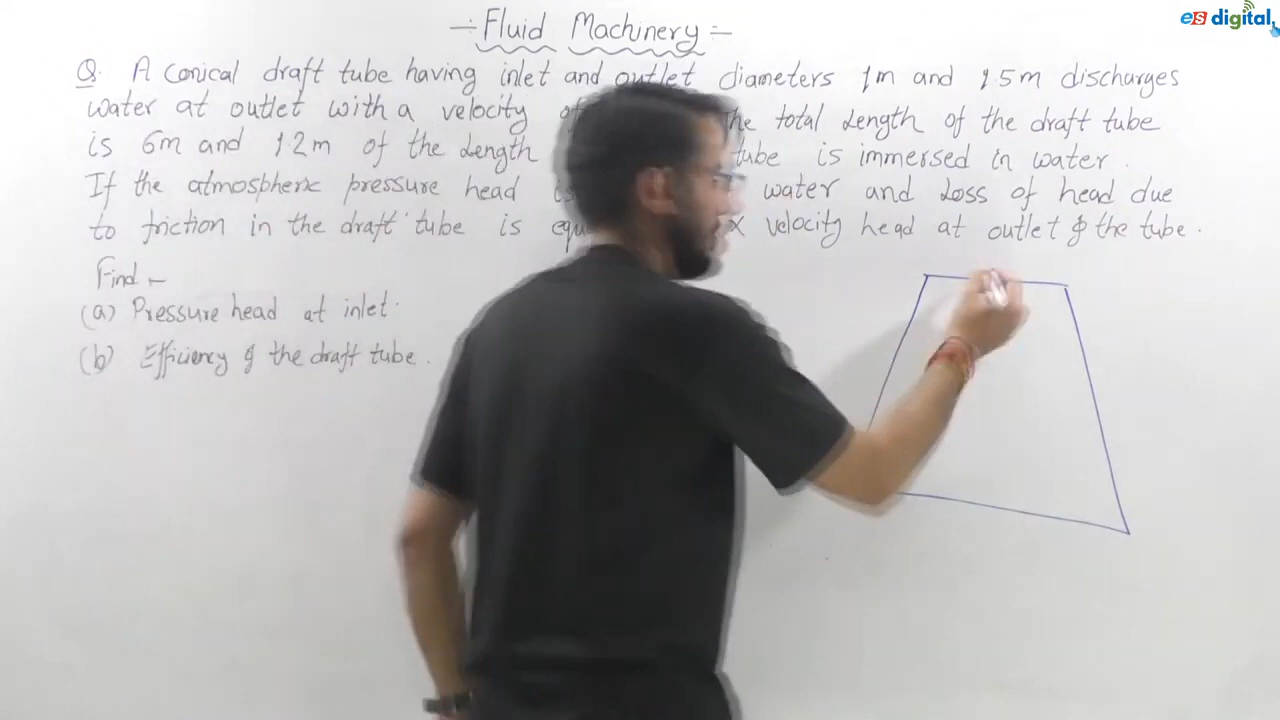 Fluid Machinery
es digital
Q. A conical draft tube having inlet and outlet diameters 1m and 1.5m discharges
water at outlet with a velocity of the total Length of the draft tube
is 6m and 1.2m of the Length tube is immersed in water.
If the atmospheric pressure head water and Loss of head due
to friction in the draft tube is x velocity head at outlet of the tube.
Find -
(a) Pressure head at inlet.
(b) Efficiency of the draft tube.